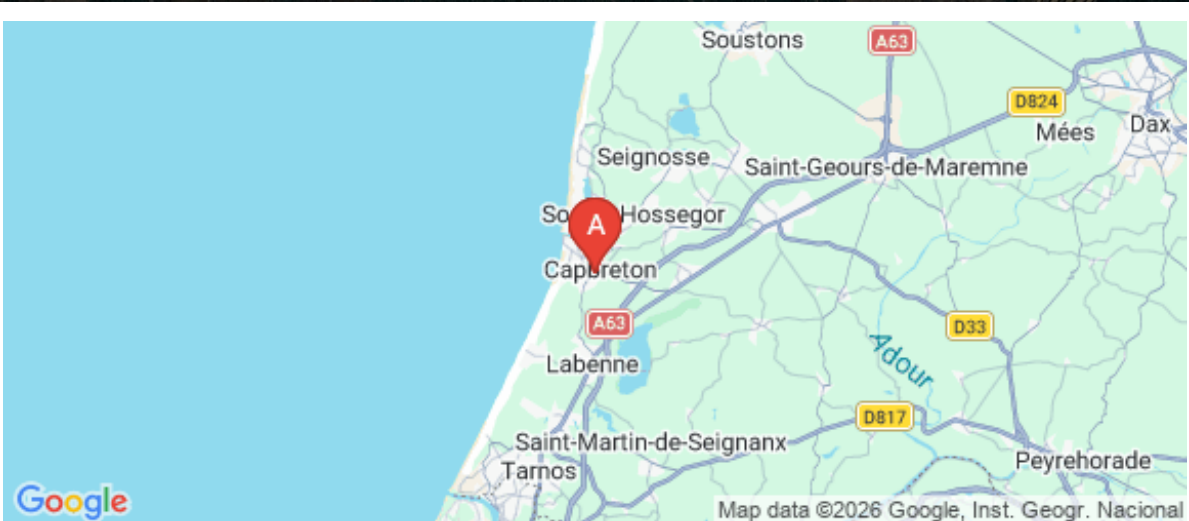 Soustons
A63
D824
Mées
Dax
Seignosse
Saint-Geours-de-Maremne
Hossegor
A
Capbreton
A63
D33
Labenne
Adour
D817
Saint-Martin-de-Seignanx
Tarnos
Peyrehorade
Google
Map data ©2026 Google, Inst. Geogr. Nacional